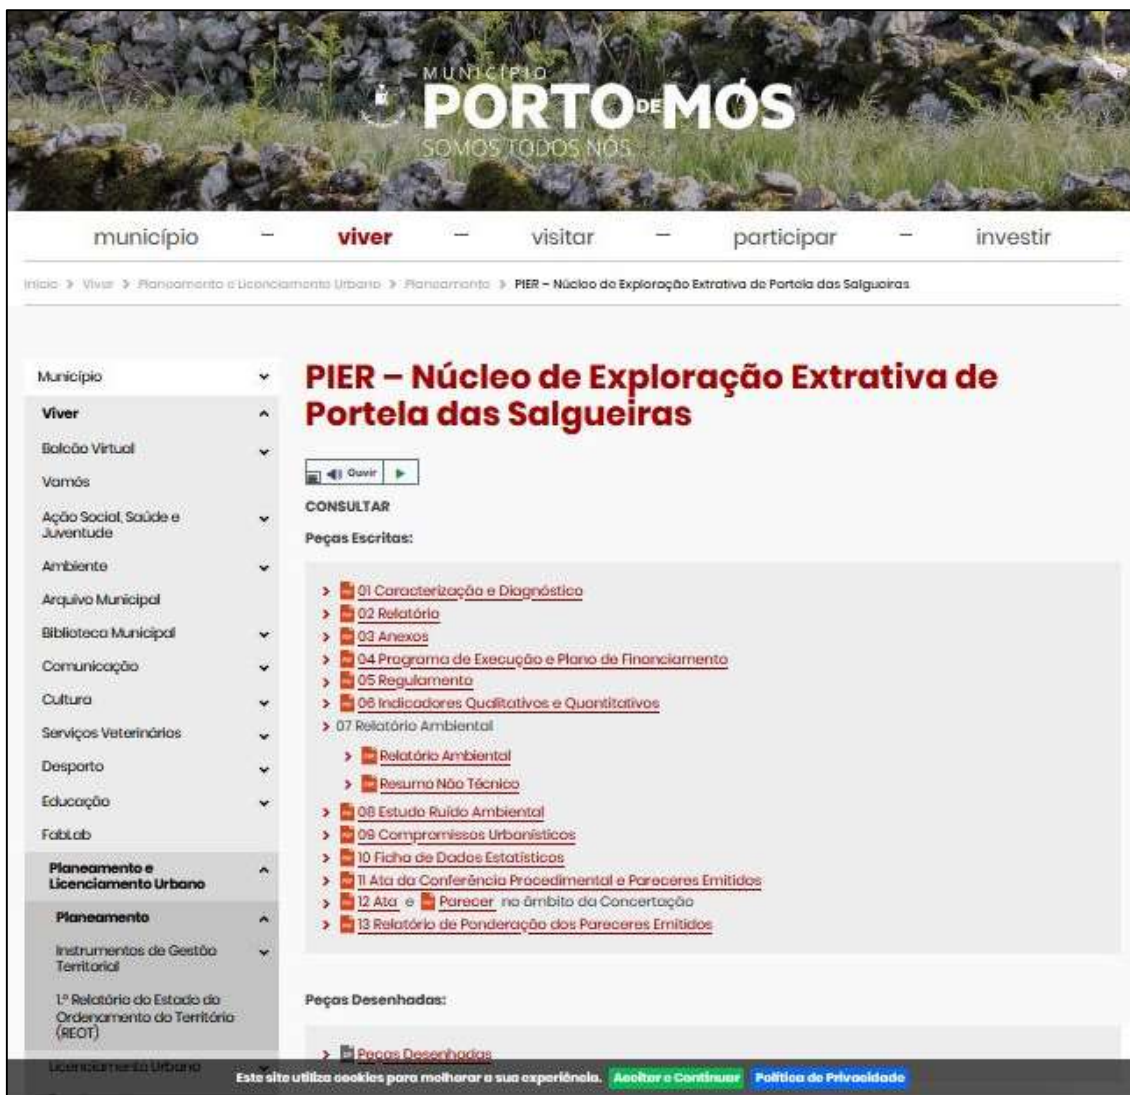 MUNICÍPIO
PORTO DE MÓS
SOMOS TODOS NÓS
município – viver – visitar – participar – investir
Início > Viver > Planeamento e Licenciamento Urbano > Planeamento > PIER – Núcleo de Exploração Extrativa de Portela das Salgueiras
Município
Viver
Balcão Virtual
Vamós
Ação Social, Saúde e
Juventude
Ambiente
Arquivo Municipal
Biblioteca Municipal
Comunicação
Cultura
Serviços Veterinários
Desporto
Educação
FabLab
Planeamento e
Licenciamento Urbano
Planeamento
Instrumentos de Gestão
Territorial
1.º Relatório do Estado do
Ordenamento do Território
(REOT)
Licenciamento Urbano
PIER – Núcleo de Exploração Extrativa de
Portela das Salgueiras
Ouvir
CONSULTAR
Peças Escritas:
01 Caracterização e Diagnóstico
02 Relatório
03 Anexos
04 Programa de Execução e Plano de Financiamento
05 Regulamento
06 Indicadores Qualitativos e Quantitativos
07 Relatório Ambiental
Relatório Ambiental
Resumo Não Técnico
08 Estudo Ruído Ambiental
09 Compromissos Urbanísticos
10 Ficha de Dados Estatísticos
11 Ata da Conferência Procedimental e Pareceres Emitidos
12 Ata e Parecer no âmbito da Concertação
13 Relatório de Ponderação dos Pareceres Emitidos
Peças Desenhadas:
Peças Desenhadas
Este site utiliza cookies para melhorar a sua experiência. Aceitar e Continuar Política de Privacidade